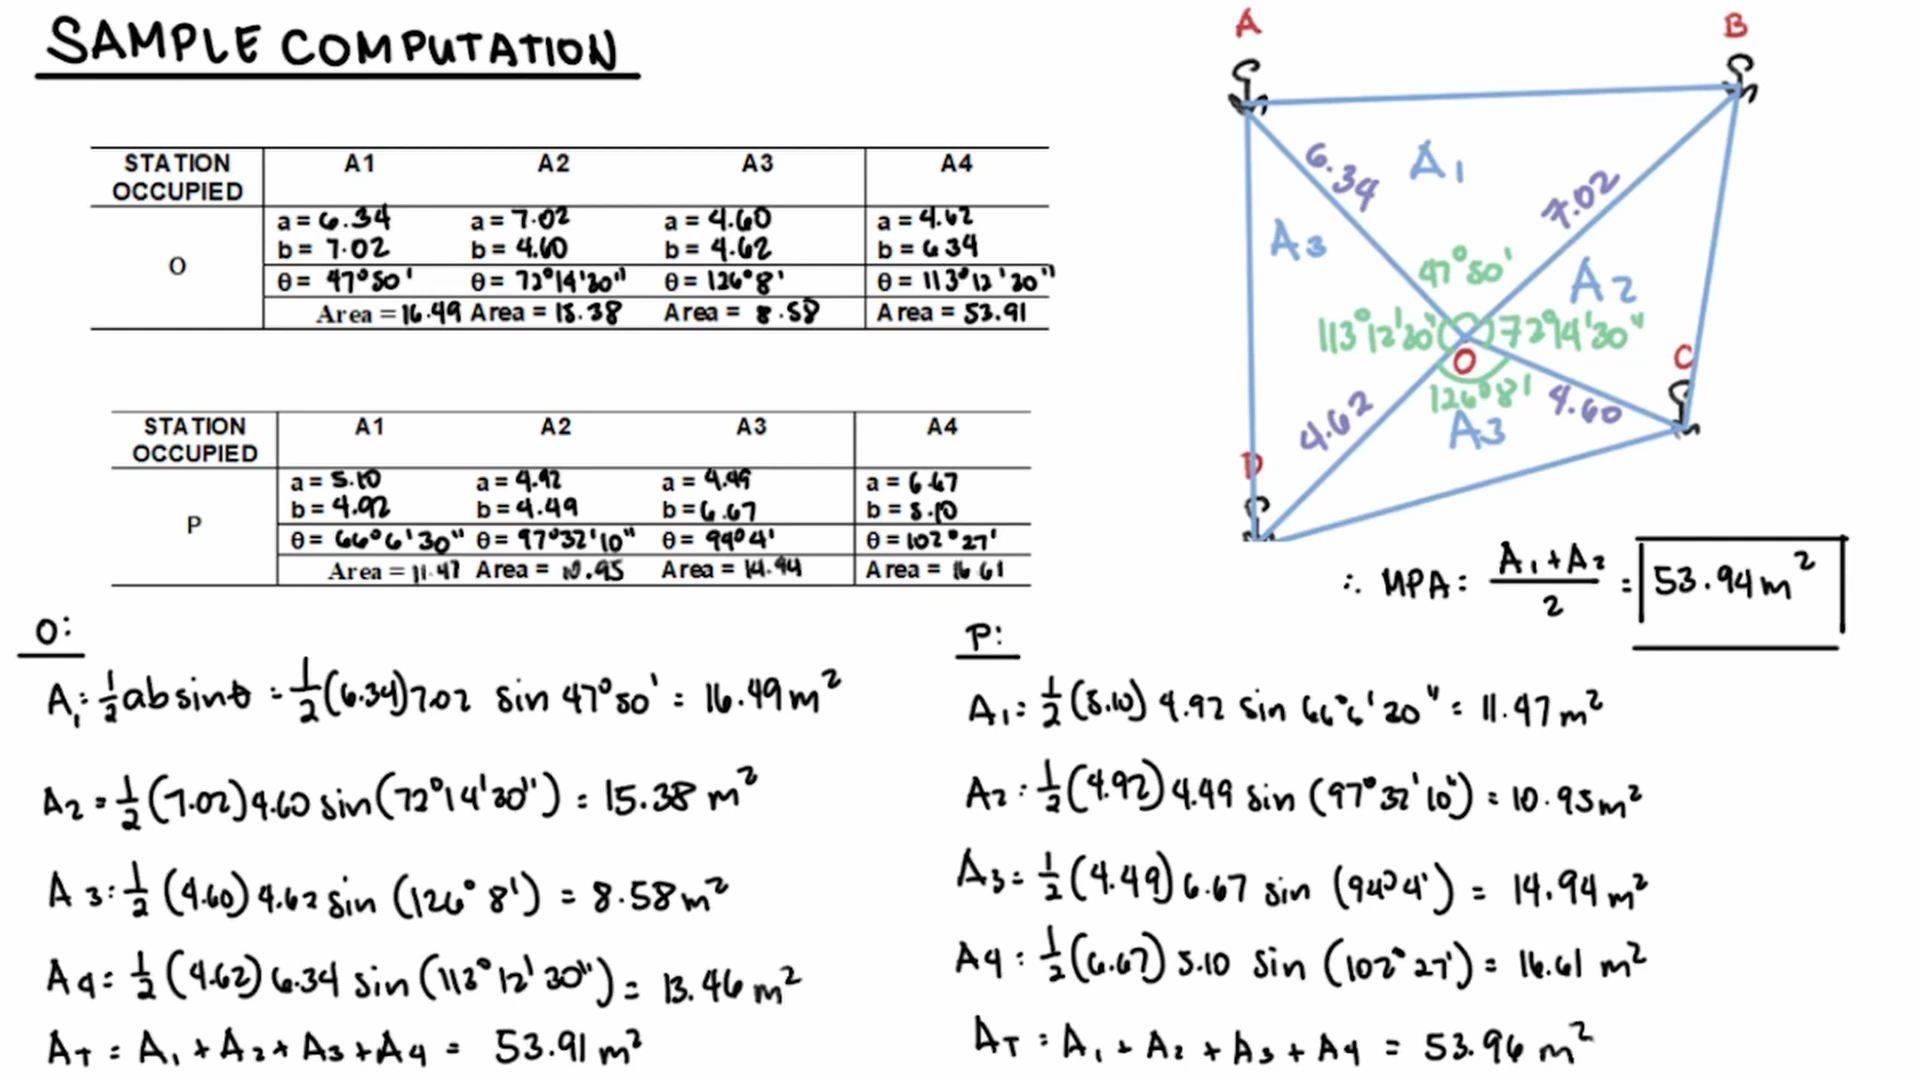 SAMPLE COMPUTATION
STATION OCCUPIED A1 A2 A3 A4
a = 6.34 a = 7.02 a = 4.60 a = 4.62
b = 7.02 b = 4.60 b = 4.62 b = 6 34
O
θ = 47°50' θ = 72°14'30" θ = 126°8' θ = 113°12'30"
Area = 16.49 Area = 15.38 Area = 8.58 Area = 53.91
STATION OCCUPIED A1 A2 A3 A4
a = 5.10 a = 4.92 a = 4.49 a = 6.67
b = 4.92 b = 4.49 b = 6.67 b = 5.10
P
θ = 66°6'30" θ = 97°32'10" θ = 94°4' θ = 102°27'
Area = 11.47 Area = 10.95 Area = 14.94 Area = 16 61
A B
6.34 A1 7.02
A3
47°50' A2
113°12'30" 72°14'30"
O C
126°8' 4.60
4.62 A3
D
∴ MPA: (A1 + A2)/2 = 53.94 m²
O:
A1 = 1/2 ab sinθ = 1/2 (6.34) 7.02 sin 47°50' = 16.49 m²
A2 = 1/2 (7.02) 4.60 sin (72°14'30") = 15.38 m²
A3 = 1/2 (4.60) 4.62 sin (126° 8') = 8.58 m²
A4 = 1/2 (4.62) 6.34 sin (113° 12' 30") = 13.46 m²
AT = A1 + A2 + A3 + A4 = 53.91 m²
P:
A1 = 1/2 (5.10) 4.92 sin 66°6'30" = 11.47 m²
A2 = 1/2 (4.92) 4.49 sin (97°32'10") = 10.95 m²
A3 = 1/2 (4.49) 6.67 sin (94°4') = 14.94 m²
A4 = 1/2 (6.67) 5.10 sin (102°27') = 16.61 m²
AT = A1 + A2 + A3 + A4 = 53.96 m²